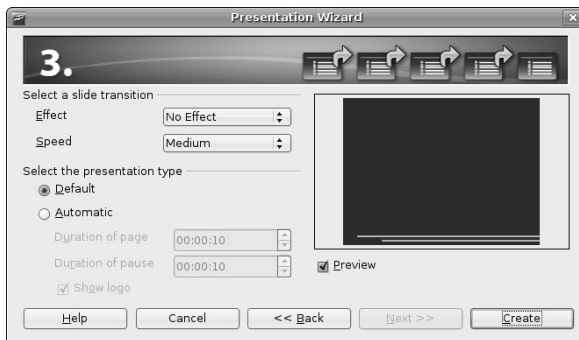 Presentation Wizard
3.
Select a slide transition
Effect No Effect
Speed Medium
Select the presentation type
Default
Automatic
Duration of page 00:00:10
Duration of pause 00:00:10
Show logo
Preview
Help Cancel << Back Next >> Create